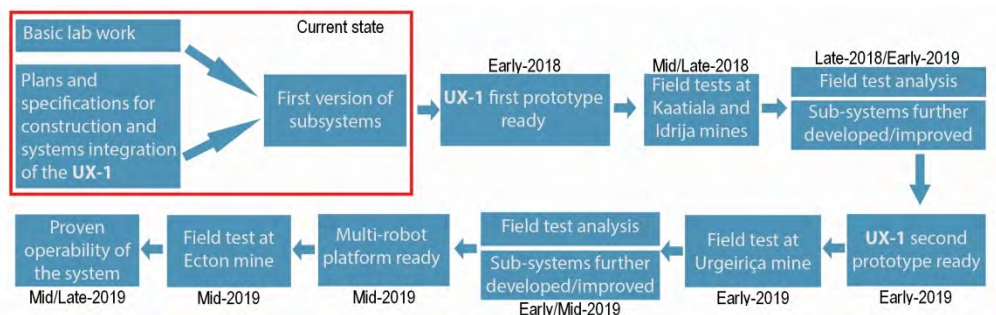 Basic lab work
Current state
Plans and
specifications for
construction and
systems integration
of the UX-1
First version of
subsystems
Early-2018
UX-1 first prototype
ready
Mid/Late-2018
Field tests at
Kaatiala and
Idrija mines
Late-2018/Early-2019
Field test analysis
Sub-systems further
developed/improved
UX-1 second
prototype ready
Early-2019
Field test at
Urgeiriça mine
Early-2019
Field test analysis
Sub-systems further
developed/improved
Early/Mid-2019
Multi-robot
platform ready
Mid-2019
Field test at
Ecton mine
Mid-2019
Proven
operability of
the system
Mid/Late-2019